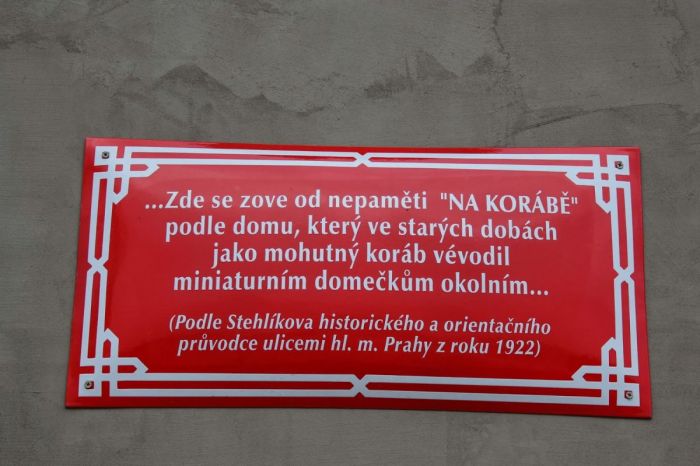 ...Zde se zove od nepaměti "NA KORÁBĚ"
podle domu, který ve starých dobách
jako mohutný koráb vévodil
miniaturním domečkům okolním...
(Podle Stehlíkova historického a orientačního
průvodce ulicemi hl. m. Prahy z roku 1922)